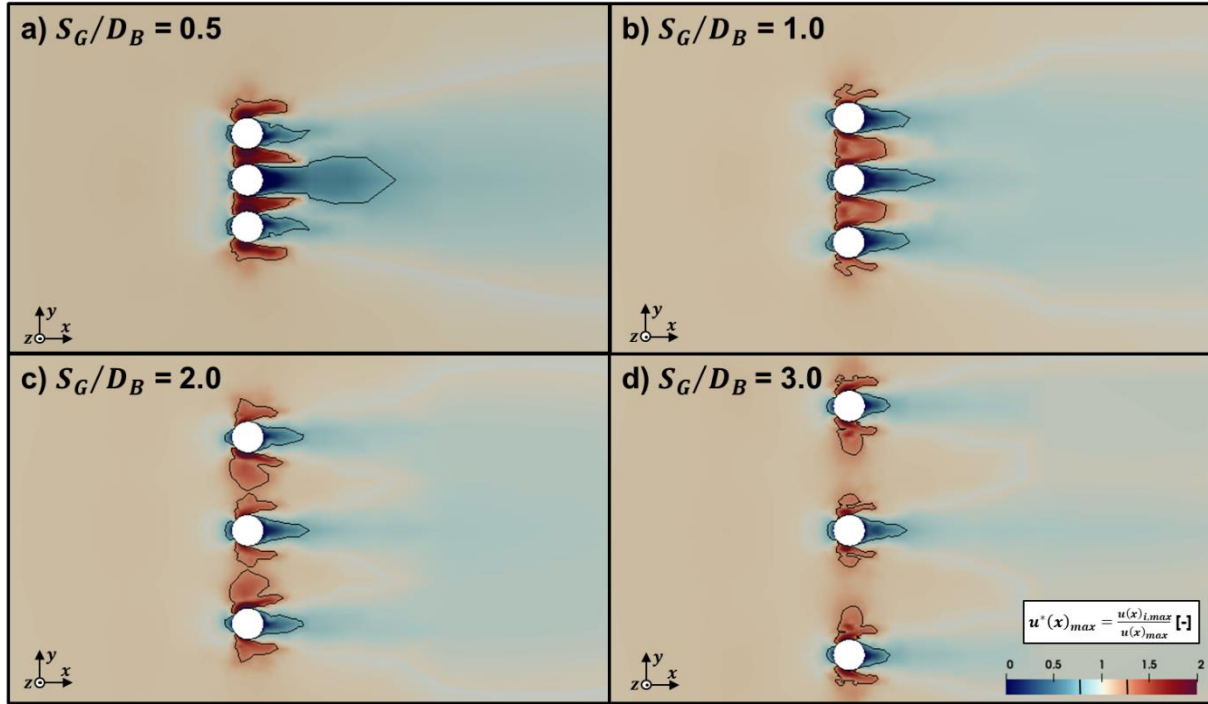 a) S_G/D_B = 0.5
b) S_G/D_B = 1.0
y
z x
y
z x
c) S_G/D_B = 2.0
d) S_G/D_B = 3.0
y
z x
y
z x
u*(x)_max = u(x)_i,max / u(x)_max [-]
0 0.5 1 1.5 2